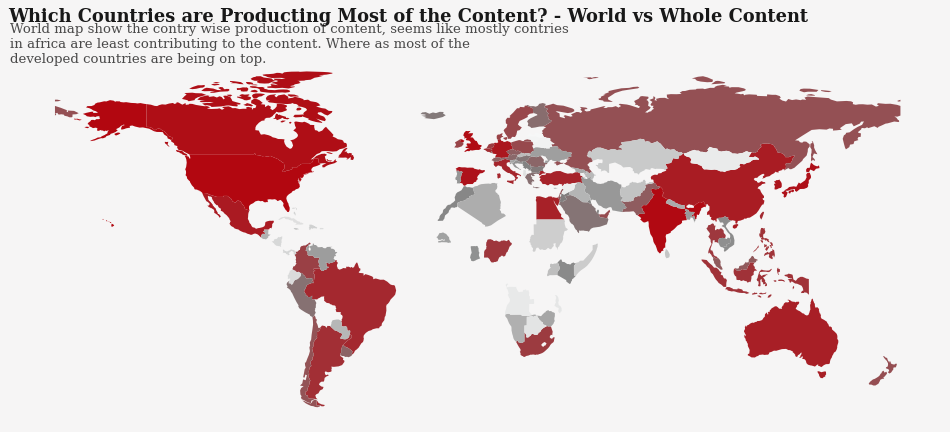 Which Countries are Producing Most of the Content? - World vs Whole Content
World map show the contry wise production of content, seems like mostly contries
in africa are least contributing to the content. Where as most of the
developed countries are being on top.